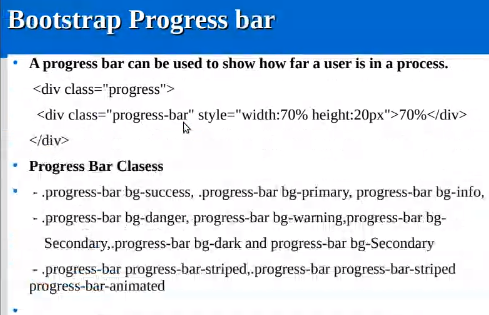 Bootstrap Progress bar
• A progress bar can be used to show how far a user is in a process.
<div class="progress">
<div class="progress-bar" style="width:70% height:20px">70%</div>
</div>
• Progress Bar Clasess
• - .progress-bar bg-success, .progress-bar bg-primary, progress-bar bg-info,
- .progress-bar bg-danger, progress-bar bg-warning,progress-bar bg-
Secondary,.progress-bar bg-dark and progress-bar bg-Secondary
- .progress-bar progress-bar-striped,.progress-bar progress-bar-striped
progress-bar-animated
•